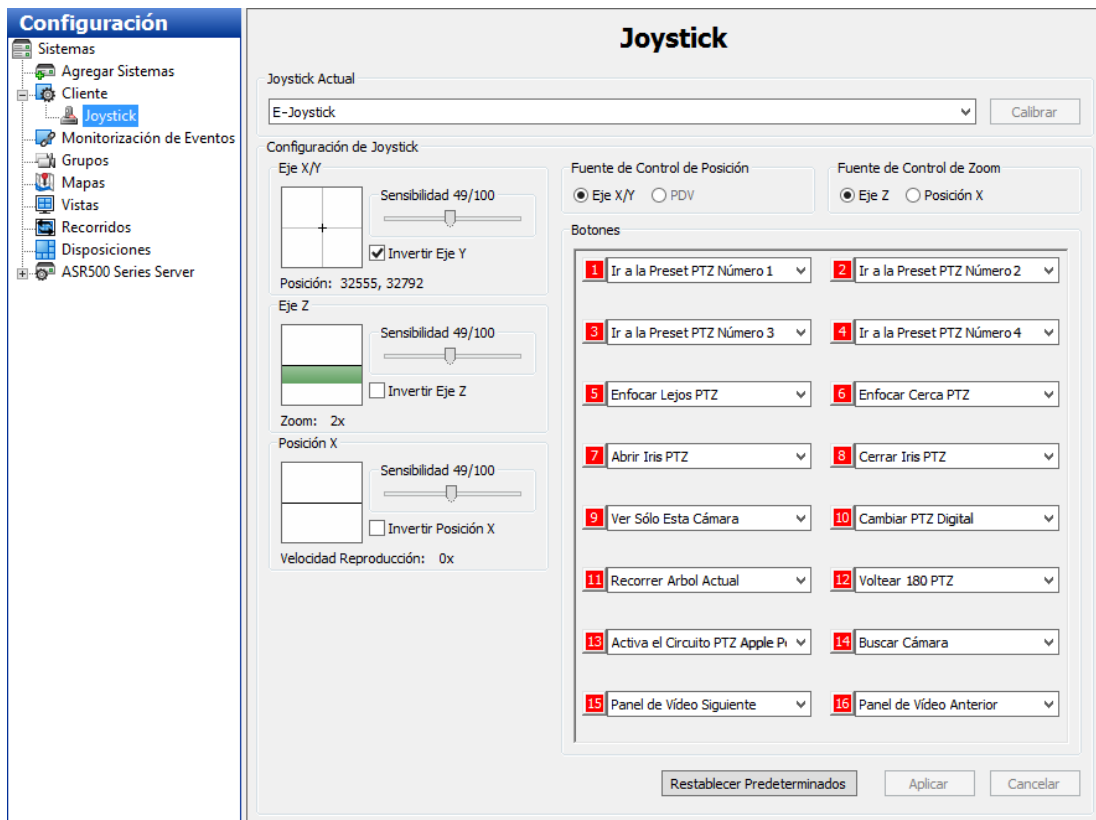 Configuración
Sistemas
Agregar Sistemas
Cliente
Joystick
Monitorización de Eventos
Grupos
Mapas
Vistas
Recorridos
Disposiciones
ASR500 Series Server
Joystick
Joystick Actual
E-Joystick
Calibrar
Configuración de Joystick
Eje X/Y
Sensibilidad 49/100
Invertir Eje Y
Posición: 32555, 32792
Eje Z
Sensibilidad 49/100
Invertir Eje Z
Zoom: 2x
Posición X
Sensibilidad 49/100
Invertir Posición X
Velocidad Reproducción: 0x
Fuente de Control de Posición
Eje X/Y PDV
Fuente de Control de Zoom
Eje Z Posición X
Botones
1 Ir a la Preset PTZ Número 1
2 Ir a la Preset PTZ Número 2
3 Ir a la Preset PTZ Número 3
4 Ir a la Preset PTZ Número 4
5 Enfocar Lejos PTZ
6 Enfocar Cerca PTZ
7 Abrir Iris PTZ
8 Cerrar Iris PTZ
9 Ver Sólo Esta Cámara
10 Cambiar PTZ Digital
11 Recorrer Arbol Actual
12 Voltear 180 PTZ
13 Activa el Circuito PTZ Apple
14 Buscar Cámara
15 Panel de Vídeo Siguiente
16 Panel de Vídeo Anterior
Restablecer Predeterminados
Aplicar
Cancelar